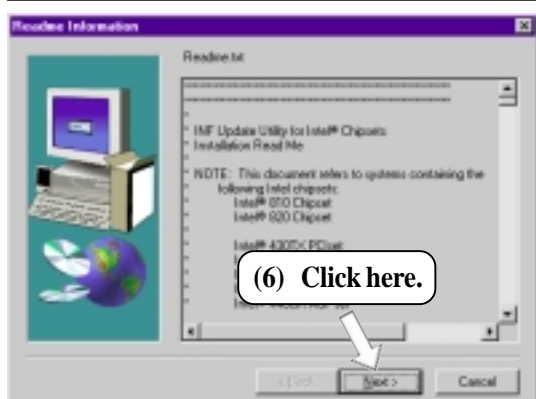 Readme Information
Readme.txt
* INF Update Utility for Intel® Chipsets
* Installation Read Me
* NOTE: This document refers to systems containing the
* following Intel chipsets:
* Intel® 810 Chipset
* Intel® 820 Chipset
* Intel® 430TX PCIset
(6) Click here.
Next >
Cancel